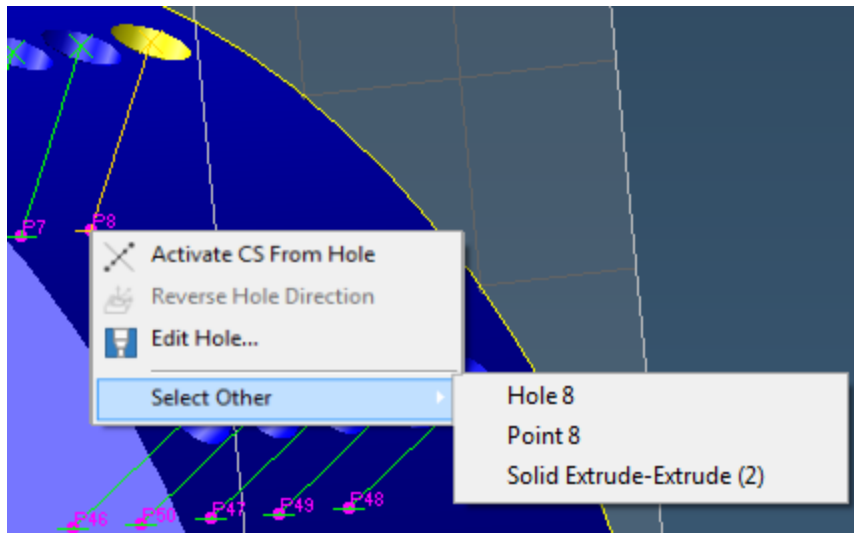 P7
P8
Activate CS From Hole
Reverse Hole Direction
Edit Hole...
Select Other
Hole 8
Point 8
Solid Extrude-Extrude (2)
P46
P50
P47
P49
P48